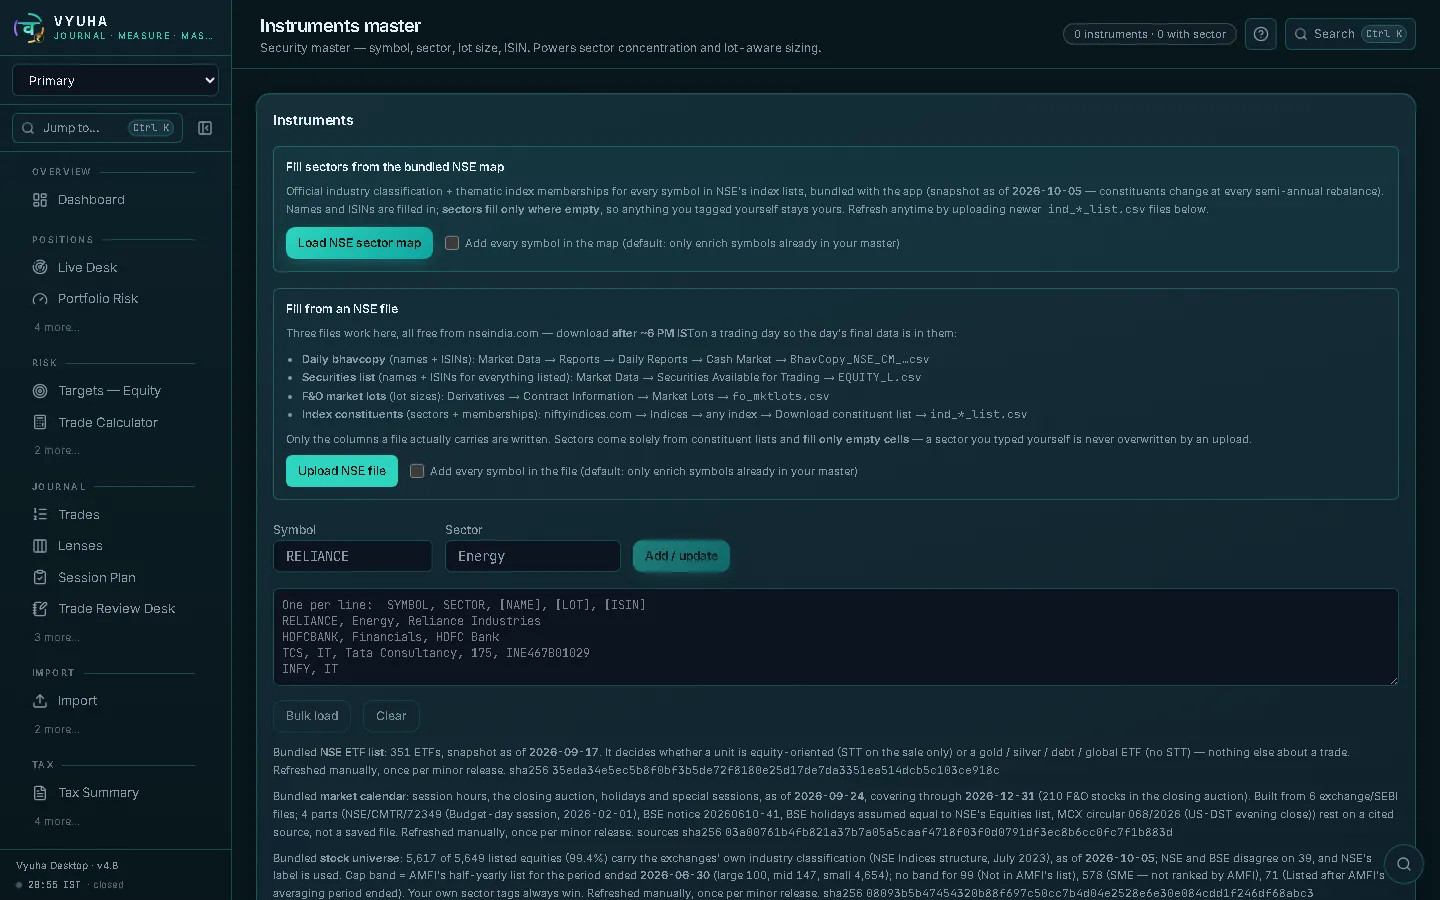 VYUHA
JOURNAL · MEASURE · MAS…
Primary
Jump to...
Ctrl K
OVERVIEW
Dashboard
POSITIONS
Live Desk
Portfolio Risk
4 more...
RISK
Targets — Equity
Trade Calculator
2 more...
JOURNAL
Trades
Lenses
Session Plan
Trade Review Desk
3 more...
IMPORT
Import
2 more...
TAX
Tax Summary
4 more...
Vyuha Desktop · v4.8
20:55 IST · closed
Instruments master
Security master — symbol, sector, lot size, ISIN. Powers sector concentration and lot-aware sizing.
0 instruments · 0 with sector
Search Ctrl K
Instruments
Fill sectors from the bundled NSE map
Official industry classification + thematic index memberships for every symbol in NSE's index lists, bundled with the app (snapshot as of 2026-10-05 — constituents change at every semi-annual rebalance).
Names and ISINs are filled in; sectors fill only where empty, so anything you tagged yourself stays yours. Refresh anytime by uploading newer ind_*_list.csv files below.
Load NSE sector map
Add every symbol in the map (default: only enrich symbols already in your master)
Fill from an NSE file
Three files work here, all free from nseindia.com — download after ~6 PM IST on a trading day so the day's final data is in them:
• Daily bhavcopy (names + ISINs): Market Data → Reports → Daily Reports → Cash Market → BhavCopy_NSE_CM_…csv
• Securities list (names + ISINs for everything listed): Market Data → Securities Available for Trading → EQUITY_L.csv
• F&O market lots (lot sizes): Derivatives → Contract Information → Market Lots → fo_mktlots.csv
• Index constituents (sectors + memberships): niftyindices.com → Indices → any index → Download constituent list → ind_*_list.csv
Only the columns a file actually carries are written. Sectors come solely from constituent lists and fill only empty cells — a sector you typed yourself is never overwritten by an upload.
Upload NSE file
Add every symbol in the file (default: only enrich symbols already in your master)
Symbol
Sector
RELIANCE
Energy
Add / update
One per line: SYMBOL, SECTOR, [NAME], [LOT], [ISIN]
RELIANCE, Energy, Reliance Industries
HDFCBANK, Financials, HDFC Bank
TCS, IT, Tata Consultancy, 175, INE467B01029
INFY, IT
Bulk load
Clear
Bundled NSE ETF list: 351 ETFs, snapshot as of 2026-09-17. It decides whether a unit is equity-oriented (STT on the sale only) or a gold / silver / debt / global ETF (no STT) — nothing else about a trade.
Refreshed manually, once per minor release. sha256 35eda34e5ec5b8f0bf3b5de72f8180e25d17de7da3351ea514dcb5c103ce918c
Bundled market calendar: session hours, the closing auction, holidays and special sessions, as of 2026-09-24, covering through 2026-12-31 (210 F&O stocks in the closing auction). Built from 6 exchange/SEBI
files; 4 parts (NSE/CMTR/72349 (Budget-day session, 2026-02-01), BSE notice 20260610-41, BSE holidays assumed equal to NSE's Equities list, MCX circular 068/2026 (US-DST evening close)) rest on a cited
source, not a saved file. Refreshed manually, once per minor release. sources sha256 03a00761b4fb821a37b7a05a5caaf4718f03f0d0791df3ec8b6cc0fc7f1b883d
Bundled stock universe: 5,617 of 5,649 listed equities (99.4%) carry the exchanges' own industry classification (NSE Indices structure, July 2023), as of 2026-10-05; NSE and BSE disagree on 39, and NSE's
label is used. Cap band = AMFI's half-yearly list for the period ended 2026-06-30 (large 100, mid 147, small 4,654); no band for 99 (Not in AMFI's list), 578 (SME — not ranked by AMFI), 71 (Listed after AMFI's
averaging period ended). Your own sector tags always win. Refreshed manually, once per minor release. sha256 08093b5b47454320b88f697c50cc7b4d04e2528e6e30e084cdd1f246df68abc3